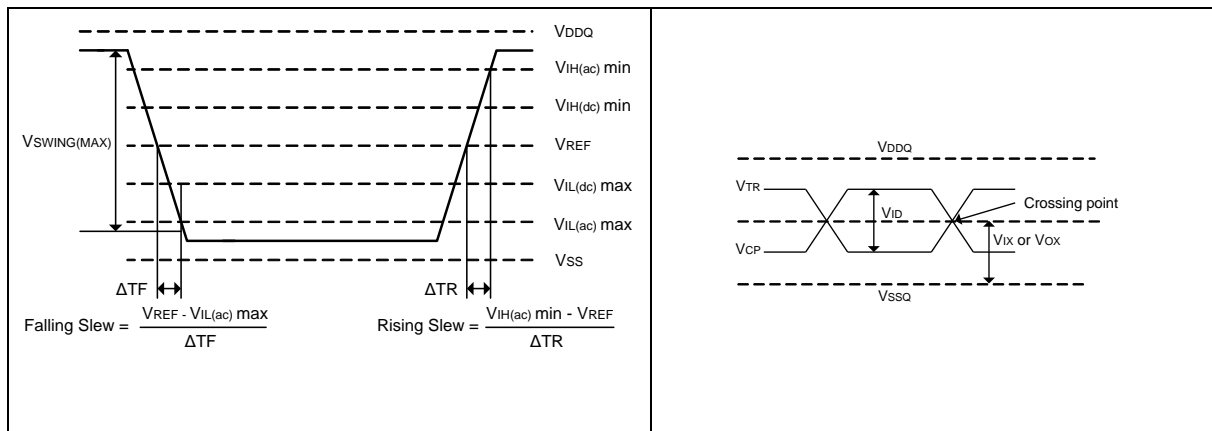 VDDQ
VIH(ac) min
VIH(dc) min
VSWING(MAX)
VREF
VIL(dc) max
VIL(ac) max
VSS
ΔTF
ΔTR
Falling Slew = VREF - VIL(ac) max
ΔTF
Rising Slew = VIH(ac) min - VREF
ΔTR
VDDQ
VTR
VID
Crossing point
VCP
VIX or VOX
VSSQ